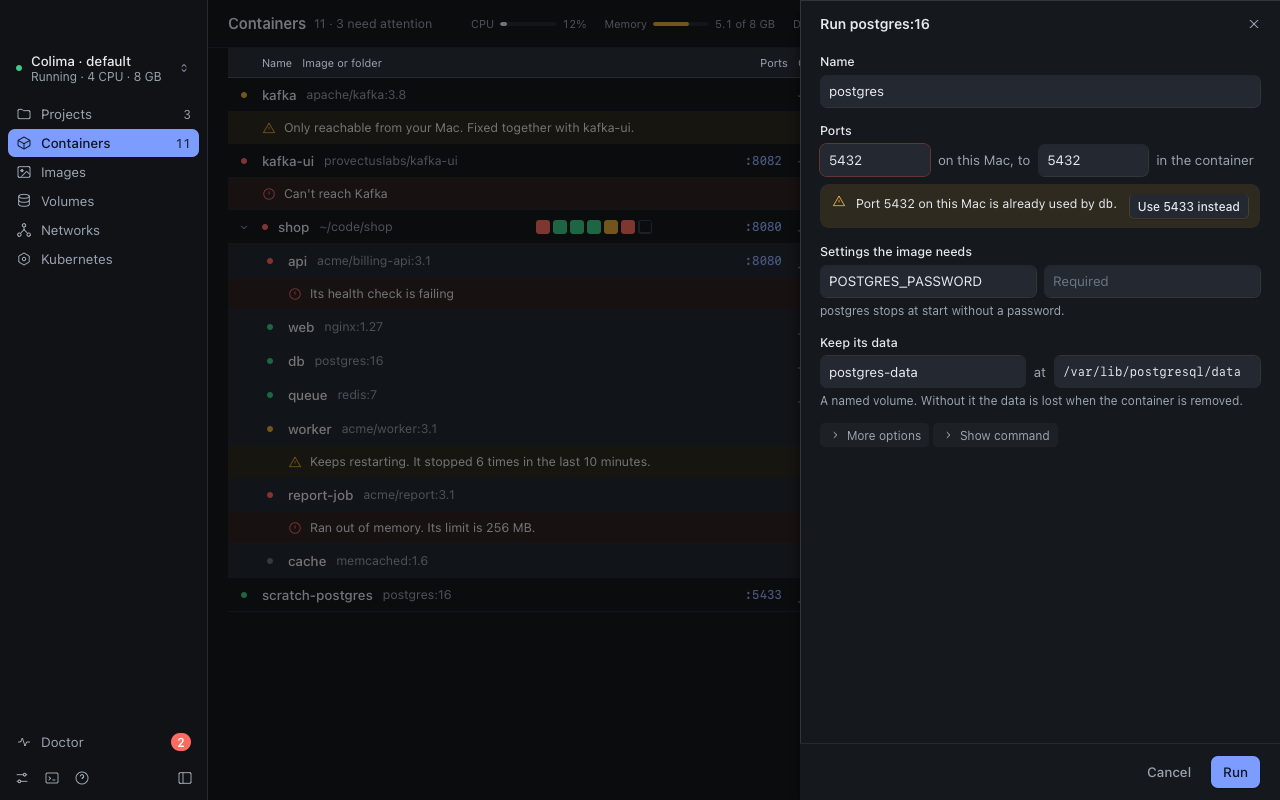 Colima · default
Running · 4 CPU · 8 GB
Projects 3
Containers 11
Images
Volumes
Networks
Kubernetes
Doctor 2
Containers 11 · 3 need attention CPU 12% Memory 5.1 of 8 GB
Name Image or folder Ports
kafka apache/kafka:3.8
Only reachable from your Mac. Fixed together with kafka-ui.
kafka-ui provectuslabs/kafka-ui :8082
Can't reach Kafka
shop ~/code/shop :8080
api acme/billing-api:3.1 :8080
Its health check is failing
web nginx:1.27
db postgres:16
queue redis:7
worker acme/worker:3.1
Keeps restarting. It stopped 6 times in the last 10 minutes.
report-job acme/report:3.1
Ran out of memory. Its limit is 256 MB.
cache memcached:1.6
scratch-postgres postgres:16 :5433
Run postgres:16
Name
postgres
Ports
5432 on this Mac, to 5432 in the container
Port 5432 on this Mac is already used by db. Use 5433 instead
Settings the image needs
POSTGRES_PASSWORD Required
postgres stops at start without a password.
Keep its data
postgres-data at /var/lib/postgresql/data
A named volume. Without it the data is lost when the container is removed.
More options Show command
Cancel Run